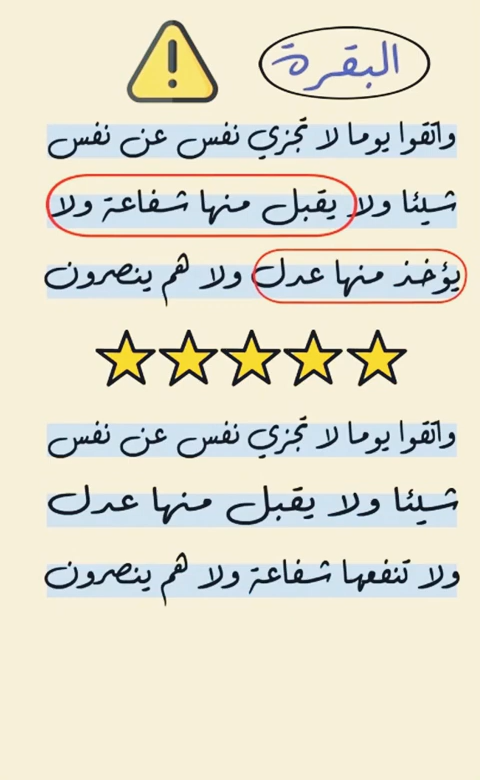 البقرة
واتقوا يوما لا تجزي نفس عن نفس
شيئا ولا يقبل منها شفاعة ولا
يؤخذ منها عدل ولا هم ينصرون
واتقوا يوما لا تجزي نفس عن نفس
شيئا ولا يقبل منها عدل
ولا تنفعها شفاعة ولا هم ينصرون